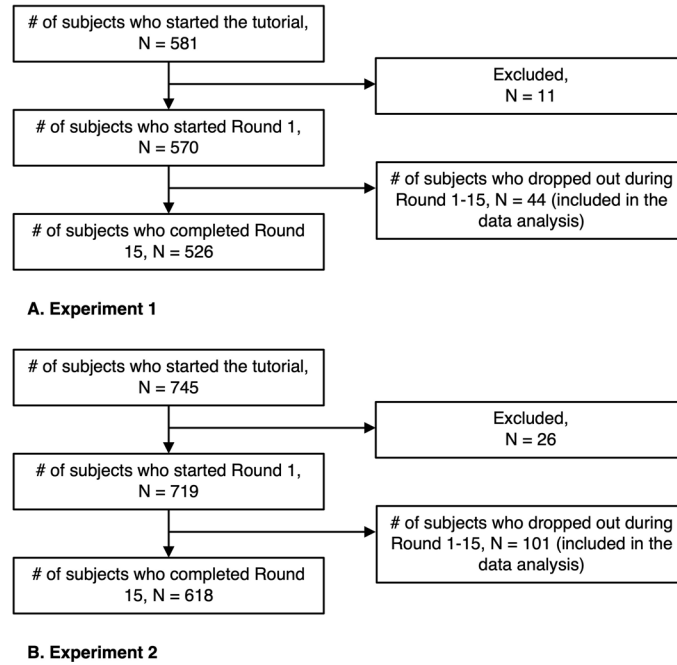 # of subjects who started the tutorial,
N = 581
Excluded,
N = 11
# of subjects who started Round 1,
N = 570
# of subjects who dropped out during
Round 1-15, N = 44 (included in the
data analysis)
# of subjects who completed Round
15, N = 526
A. Experiment 1
# of subjects who started the tutorial,
N = 745
Excluded,
N = 26
# of subjects who started Round 1,
N = 719
# of subjects who dropped out during
Round 1-15, N = 101 (included in the
data analysis)
# of subjects who completed Round
15, N = 618
B. Experiment 2